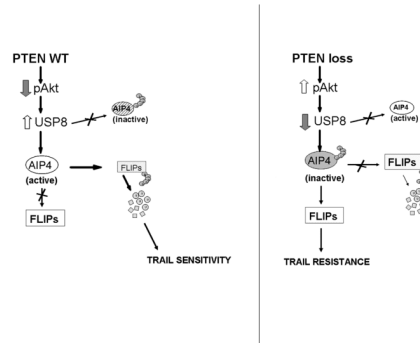 PTEN WT
pAkt
USP8
AIP4
(inactive)
AIP4
(active)
FLIPs
FLIPs
TRAIL SENSITIVITY
PTEN loss
pAkt
USP8
AIP4
(active)
AIP4
(inactive)
FLIPs
FLIPs
TRAIL RESISTANCE